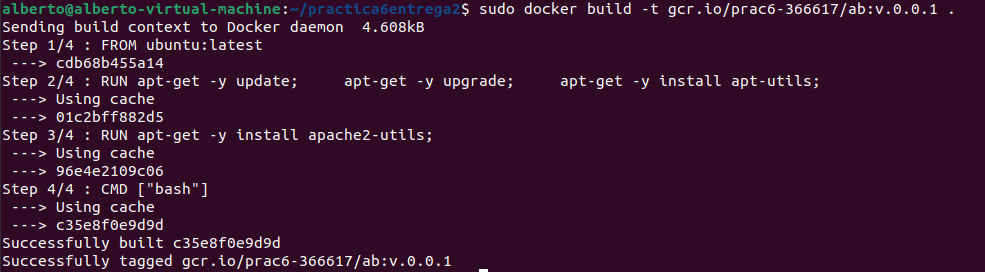 alberto@alberto-virtual-machine:~/practica6entrega2$ sudo docker build -t gcr.io/prac6-366617/ab:v.0.0.1 .
Sending build context to Docker daemon  4.608kB
Step 1/4 : FROM ubuntu:latest
 ---> cdb68b455a14
Step 2/4 : RUN apt-get -y update;     apt-get -y upgrade;     apt-get -y install apt-utils;
 ---> Using cache
 ---> 01c2bff882d5
Step 3/4 : RUN apt-get -y install apache2-utils;
 ---> Using cache
 ---> 96e4e2109c06
Step 4/4 : CMD ["bash"]
 ---> Using cache
 ---> c35e8f0e9d9d
Successfully built c35e8f0e9d9d
Successfully tagged gcr.io/prac6-366617/ab:v.0.0.1